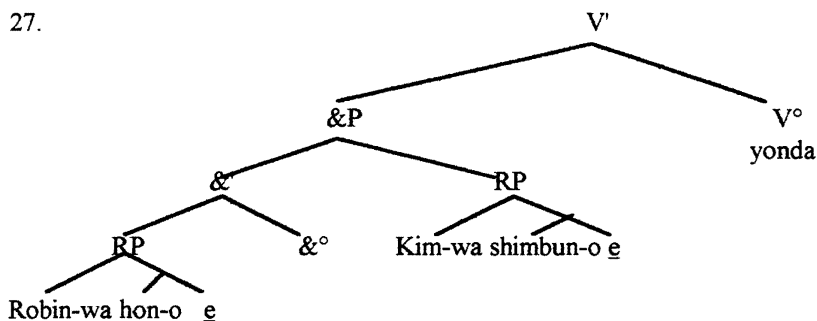 27.
V'
&P V°
yonda
&' RP
RP &° Kim-wa shimbun-o e
Robin-wa hon-o e